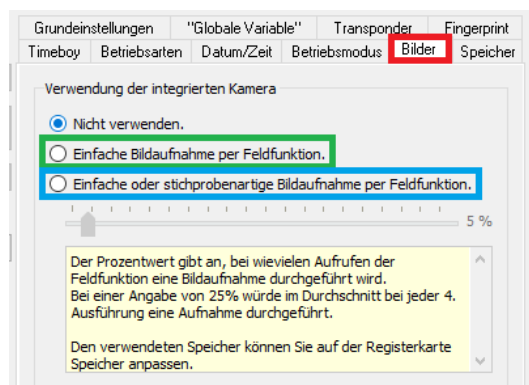 Grundeinstellungen "Globale Variable" Transponder Fingerprint
Timeboy Betriebsarten Datum/Zeit Betriebsmodus Bilder Speicher
Verwendung der integrierten Kamera
Nicht verwenden.
Einfache Bildaufnahme per Feldfunktion.
Einfache oder stichprobenartige Bildaufnahme per Feldfunktion.
5 %
Der Prozentwert gibt an, bei wievielen Aufrufen der
Feldfunktion eine Bildaufnahme durchgeführt wird.
Bei einer Angabe von 25% würde im Durchschnitt bei jeder 4.
Ausführung eine Aufnahme durchgeführt.
Den verwendeten Speicher können Sie auf der Registerkarte
Speicher anpassen.